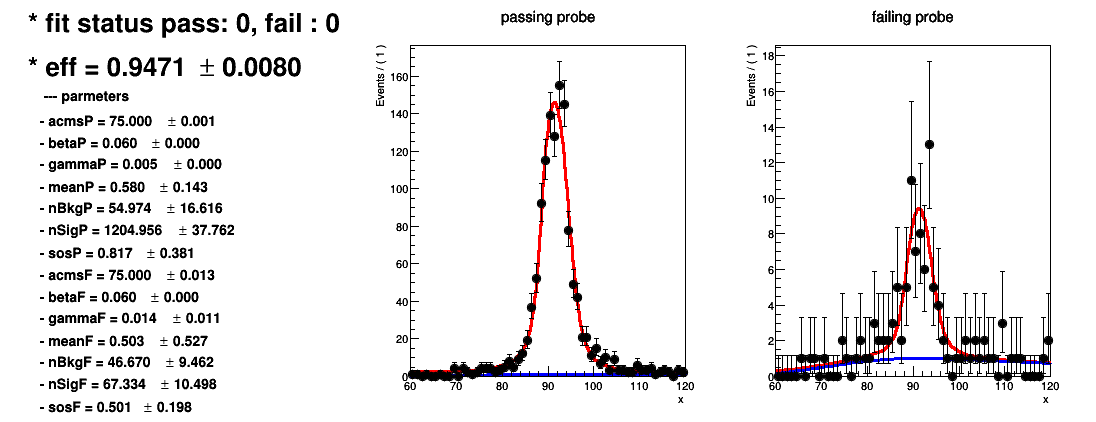 * fit status pass: 0, fail : 0
* eff = 0.9471 ± 0.0080
--- parmeters
- acmsP = 75.000 ± 0.001
- betaP = 0.060 ± 0.000
- gammaP = 0.005 ± 0.000
- meanP = 0.580 ± 0.143
- nBkgP = 54.974 ± 16.616
- nSigP = 1204.956 ± 37.762
- sosP = 0.817 ± 0.381
- acmsF = 75.000 ± 0.013
- betaF = 0.060 ± 0.000
- gammaF = 0.014 ± 0.011
- meanF = 0.503 ± 0.527
- nBkgF = 46.670 ± 9.462
- nSigF = 67.334 ± 10.498
- sosF = 0.501 ± 0.198
passing probe
Events / ( 1 )
160
140
120
100
80
60
40
20
0
60 70 80 90 100 110 120
x
failing probe
Events / ( 1 )
18
16
14
12
10
8
6
4
2
0
60 70 80 90 100 110 120
x